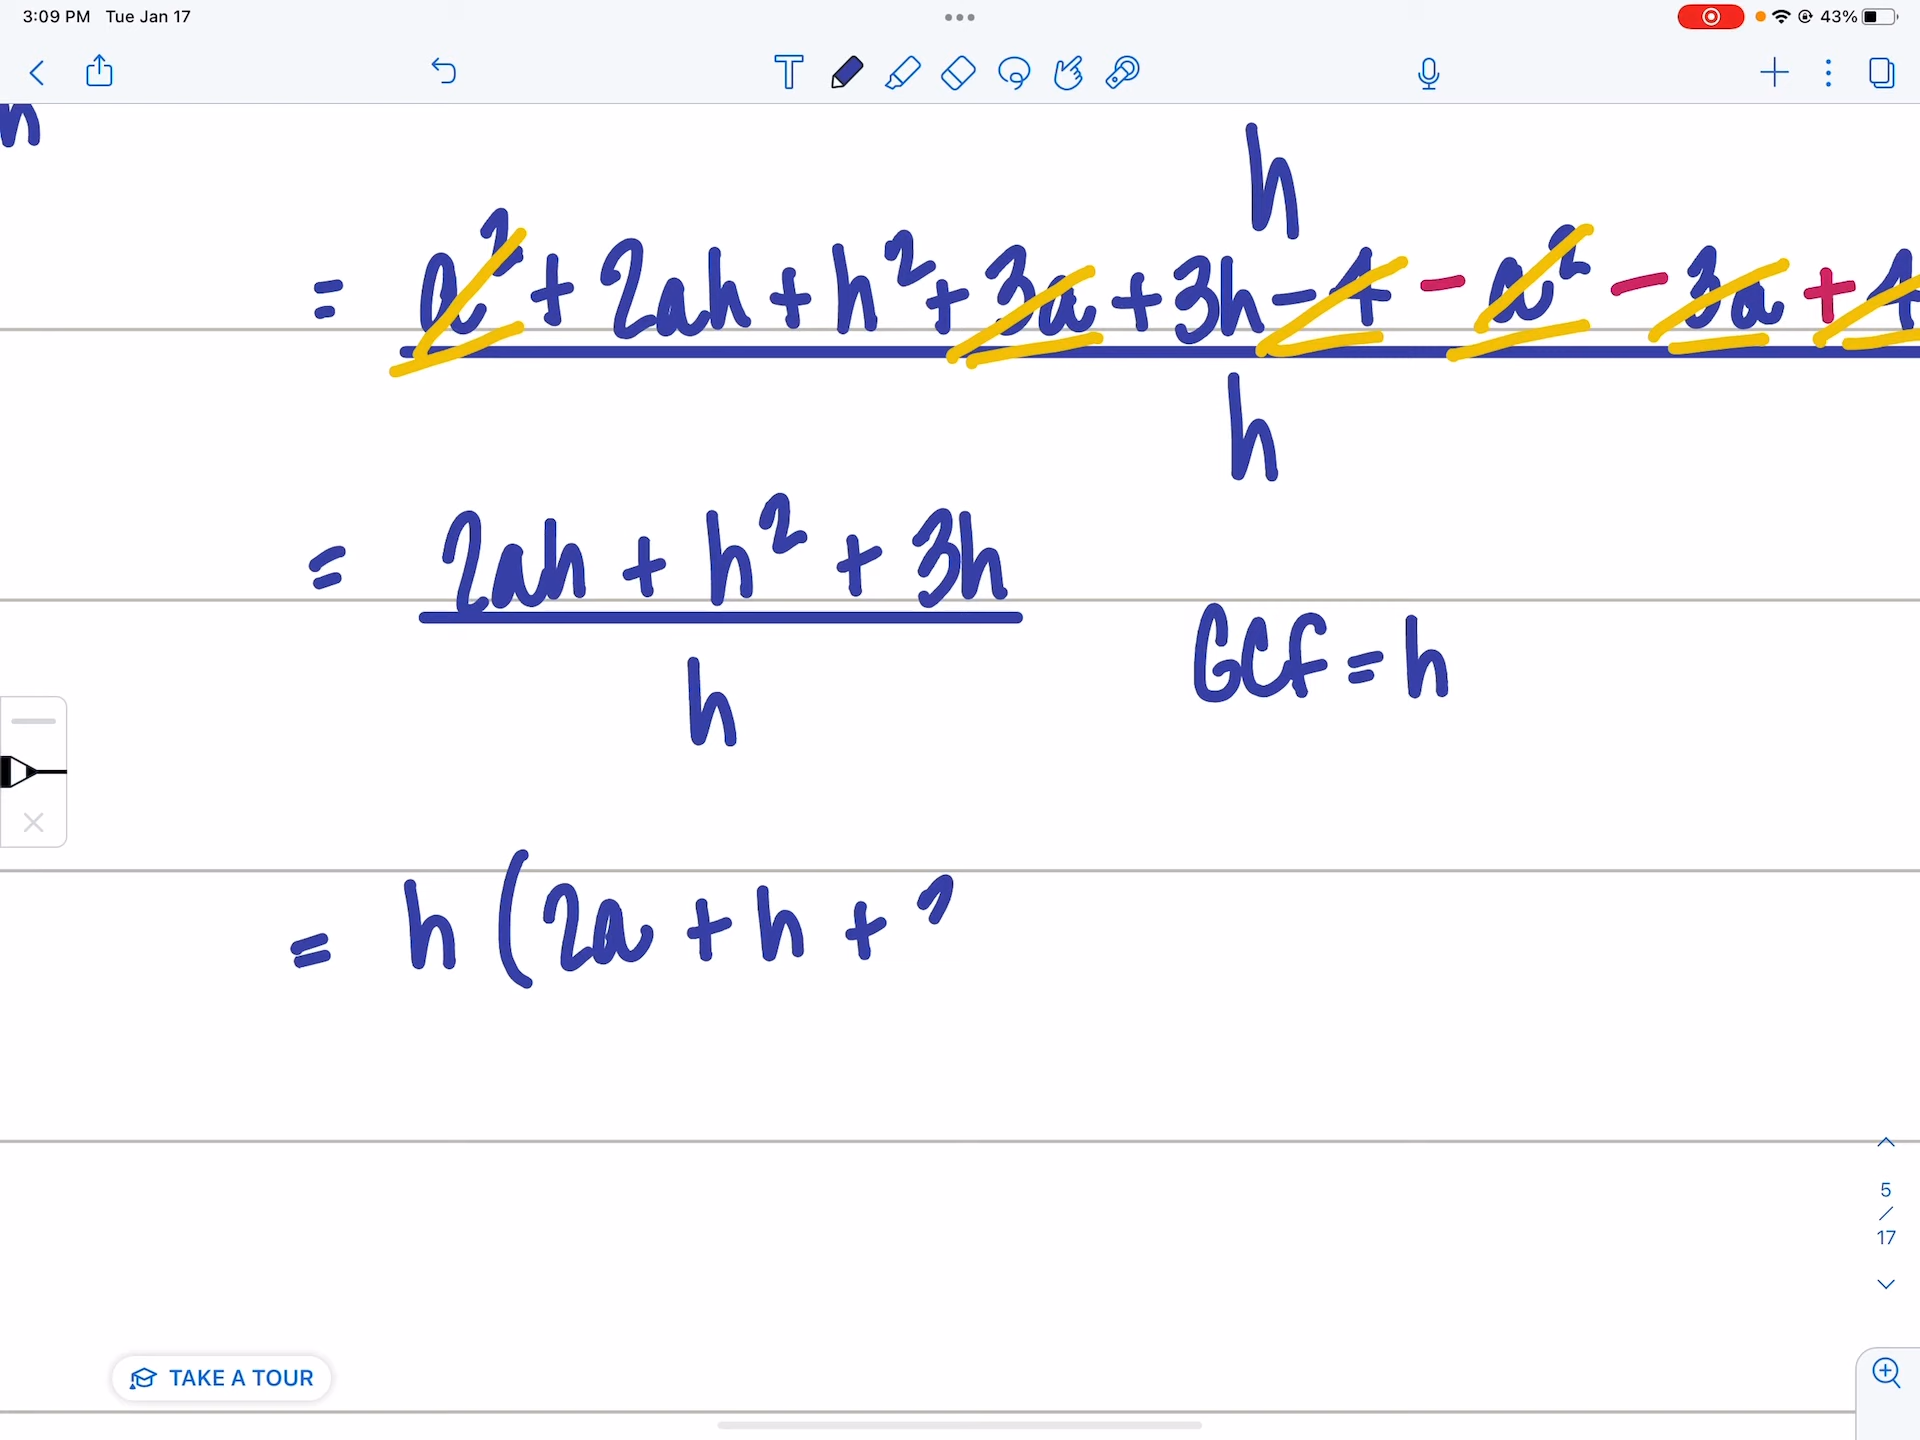 3:09 PM Tue Jan 17
43%
T
h
h
= a² + 2ah + h² + 3a + 3h - 4 - a² - 3a + 4
h
= 2ah + h² + 3h
h
GCF = h
= h (2a + h +
5
/
17
TAKE A TOUR